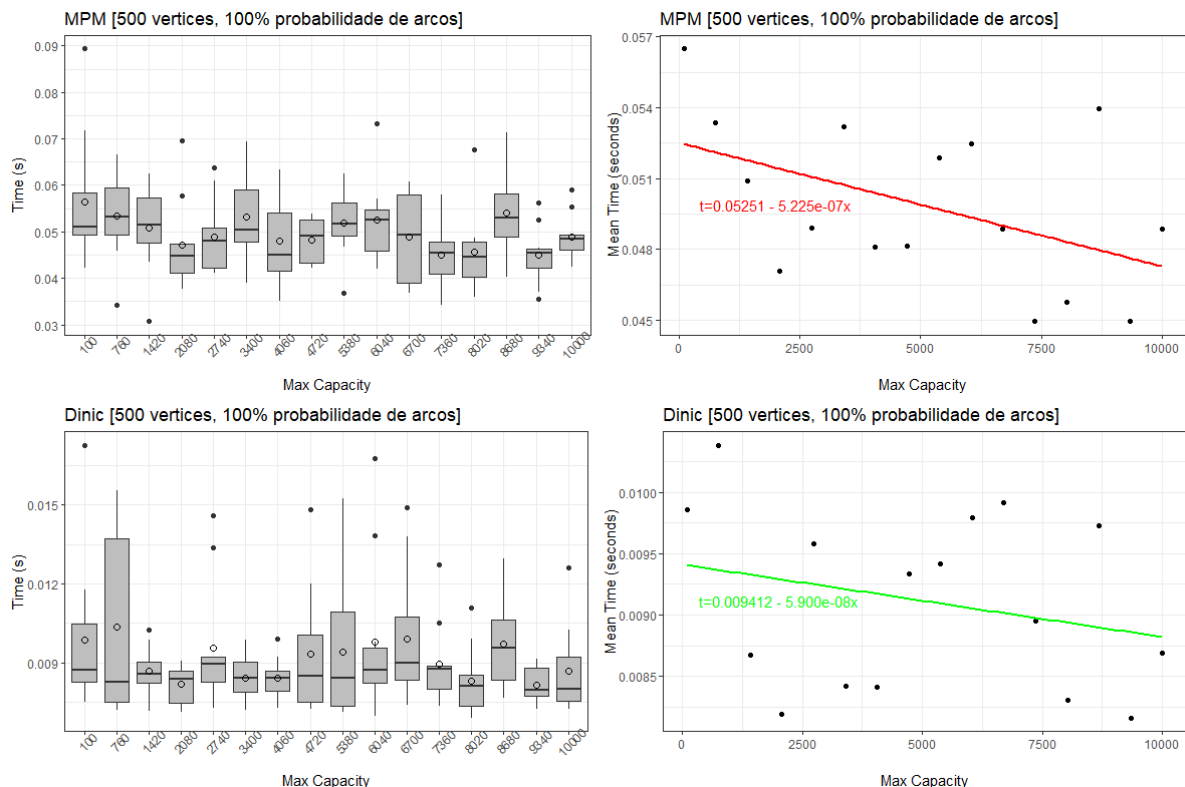 MPM [500 vertices, 100% probabilidade de arcos]
Time (s)
0.09
0.08
0.07
0.06
0.05
0.04
0.03
100 760 1420 2080 2740 3400 4060 4720 5380 6040 6700 7360 8020 8680 9340 10000
Max Capacity
MPM [500 vertices, 100% probabilidade de arcos]
Mean Time (seconds)
0.057
0.054
0.051
0.048
0.045
t=0.05251 - 5.225e-07x
0 2500 5000 7500 10000
Max Capacity
Dinic [500 vertices, 100% probabilidade de arcos]
Time (s)
0.015
0.012
0.009
100 760 1420 2080 2740 3400 4060 4720 5380 6040 6700 7360 8020 8680 9340 10000
Max Capacity
Dinic [500 vertices, 100% probabilidade de arcos]
Mean Time (seconds)
0.0100
0.0095
0.0090
0.0085
t=0.009412 - 5.900e-08x
0 2500 5000 7500 10000
Max Capacity